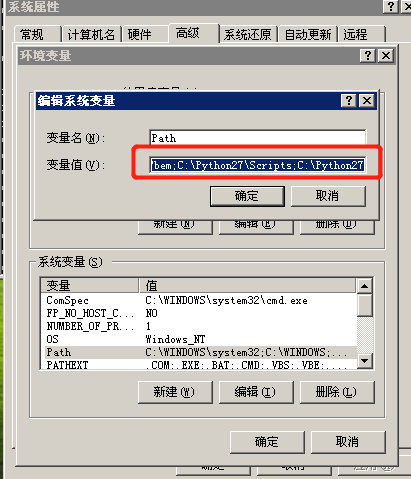 系统属性
常规 计算机名 硬件 高级 系统还原 自动更新 远程
环境变量
编辑系统变量
变量名(N): Path
变量值(V): bem;C:\Python27\Scripts;C:\Python27
确定 取消
新建(W) 编辑(E) 删除(D)
系统变量(S)
变量 值
ComSpec C:\WINDOWS\system32\cmd.exe
FP_NO_HOST_C... NO
NUMBER_OF_PR... 1
OS Windows_NT
Path C:\WINDOWS\system32;C:\WINDOWS;...
PATHEXT .COM;.EXE;.BAT;.CMD;.VBS;.VBE;...
新建(W) 编辑(I) 删除(L)
确定 取消